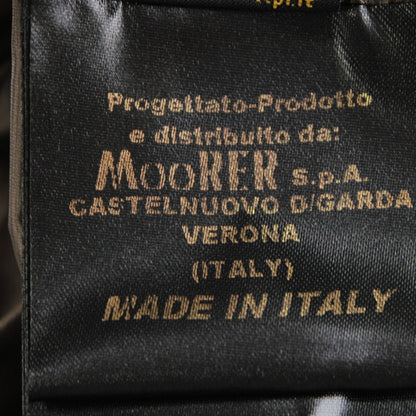 Progettato-Prodotto
e distribuito da:
MOORER S.p.A.
CASTELNUOVO D/GARDA
VERONA
(ITALY)
MADE IN ITALY